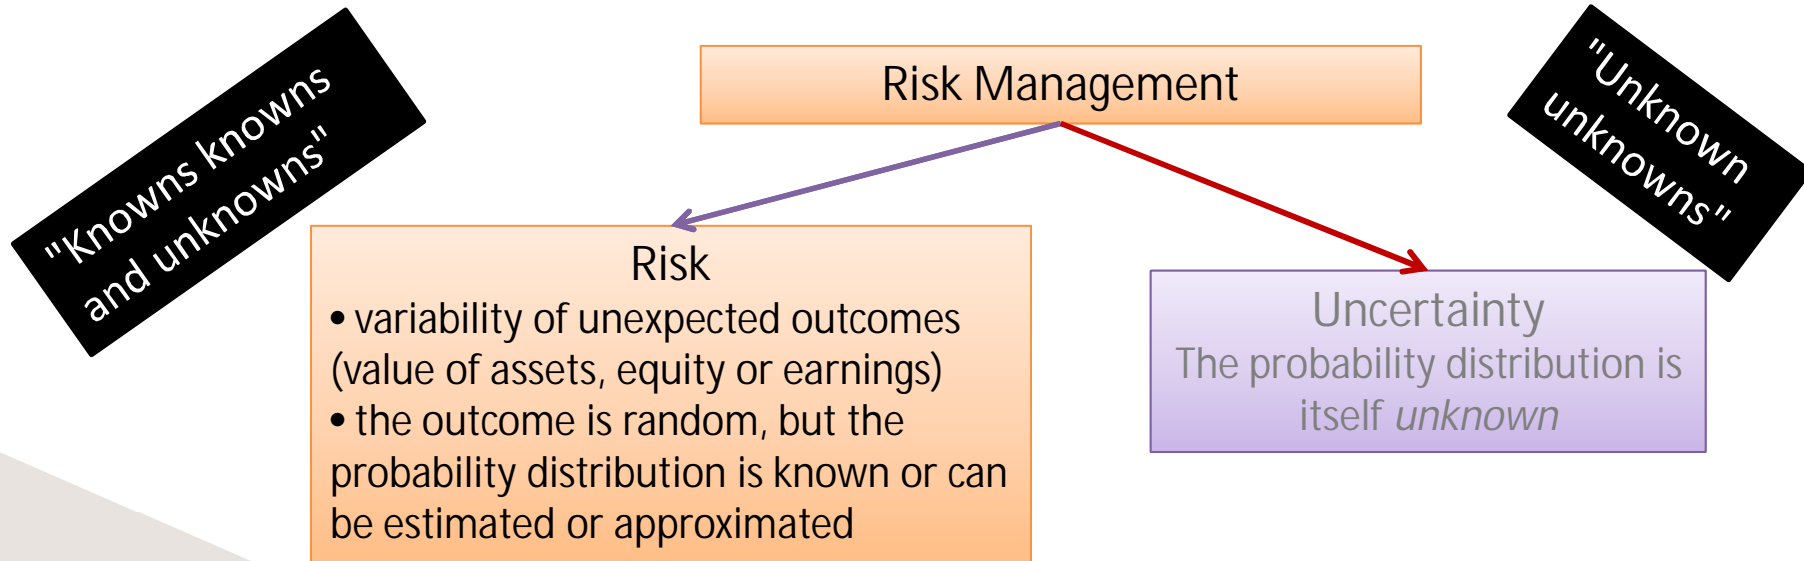 "Knowns knowns
and unknowns"
Risk Management
"Unknown
unknowns"
Risk
• variability of unexpected outcomes
(value of assets, equity or earnings)
• the outcome is random, but the
probability distribution is known or can
be estimated or approximated
Uncertainty
The probability distribution is
itself unknown